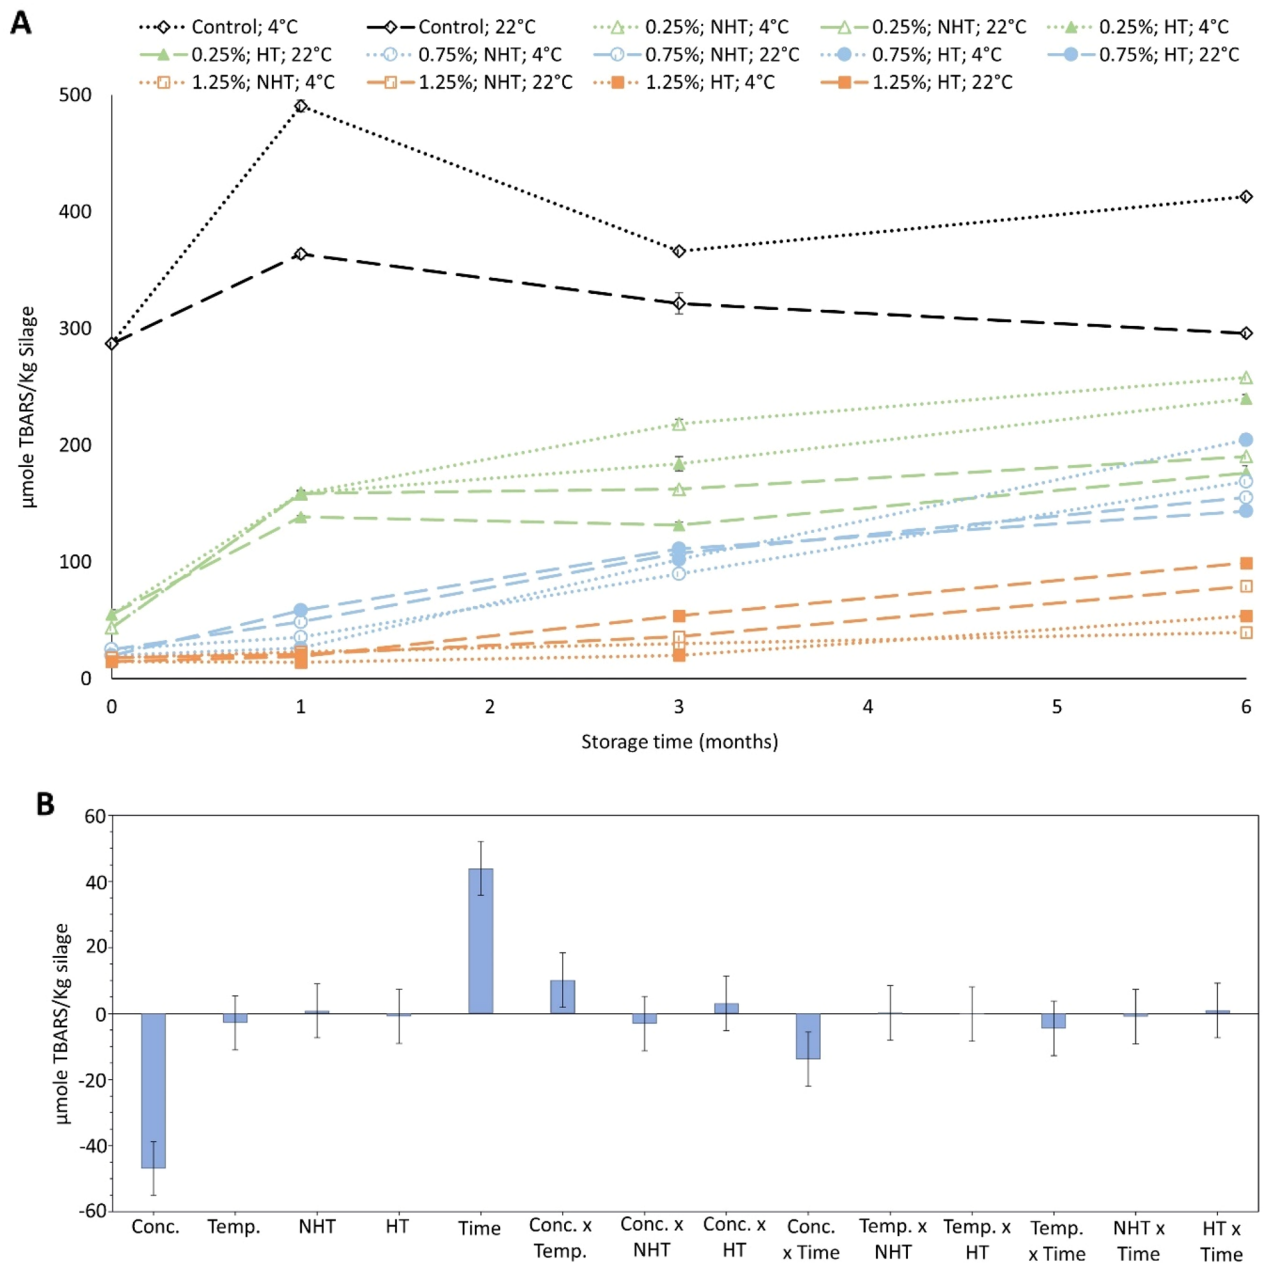 A
Control; 4°C Control; 22°C 0.25%; NHT; 4°C 0.25%; NHT; 22°C 0.25%; HT; 4°C
0.25%; HT; 22°C 0.75%; NHT; 4°C 0.75%; NHT; 22°C 0.75%; HT; 4°C 0.75%; HT; 22°C
1.25%; NHT; 4°C 1.25%; NHT; 22°C 1.25%; HT; 4°C 1.25%; HT; 22°C
500
400
300
200
100
0
µmole TBARS/Kg Silage
0 1 2 3 4 5 6
Storage time (months)
B
60
40
20
0
-20
-40
-60
µmole TBARS/Kg silage
Conc. Temp. NHT HT Time Conc. x Conc. x Conc. x Conc. Temp. x Temp. x Temp. NHT x HT x
Temp. NHT HT x Time NHT HT x Time Time Time